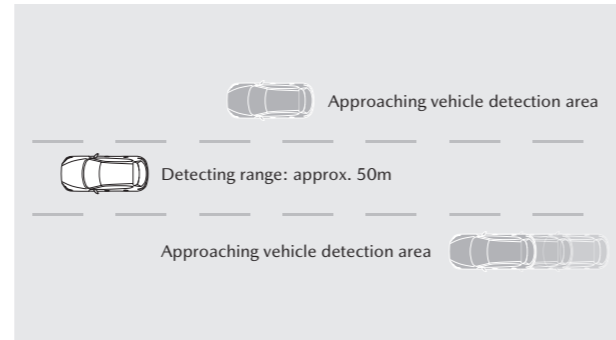 Approaching vehicle detection area
Detecting range: approx. 50m
Approaching vehicle detection area